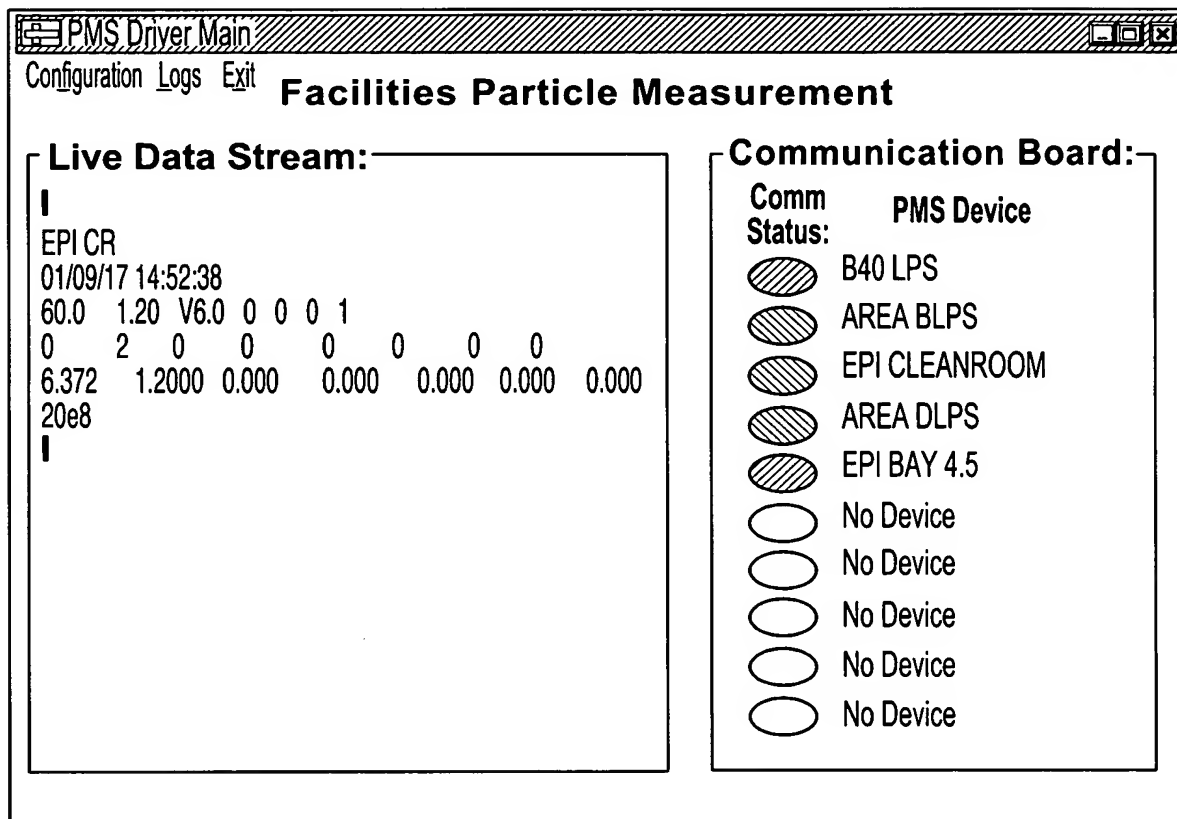 PMS Driver Main
Configuration Logs Exit
Facilities Particle Measurement
Live Data Stream:
EPI CR
01/09/17 14:52:38
60.0 1.20 V6.0 0 0 0 1
0 2 0 0 0 0 0 0
6.372 1.2000 0.000 0.000 0.000 0.000 0.000
20e8
Communication Board:
Comm Status: PMS Device
B40 LPS
AREA BLPS
EPI CLEANROOM
AREA DLPS
EPI BAY 4.5
No Device
No Device
No Device
No Device
No Device